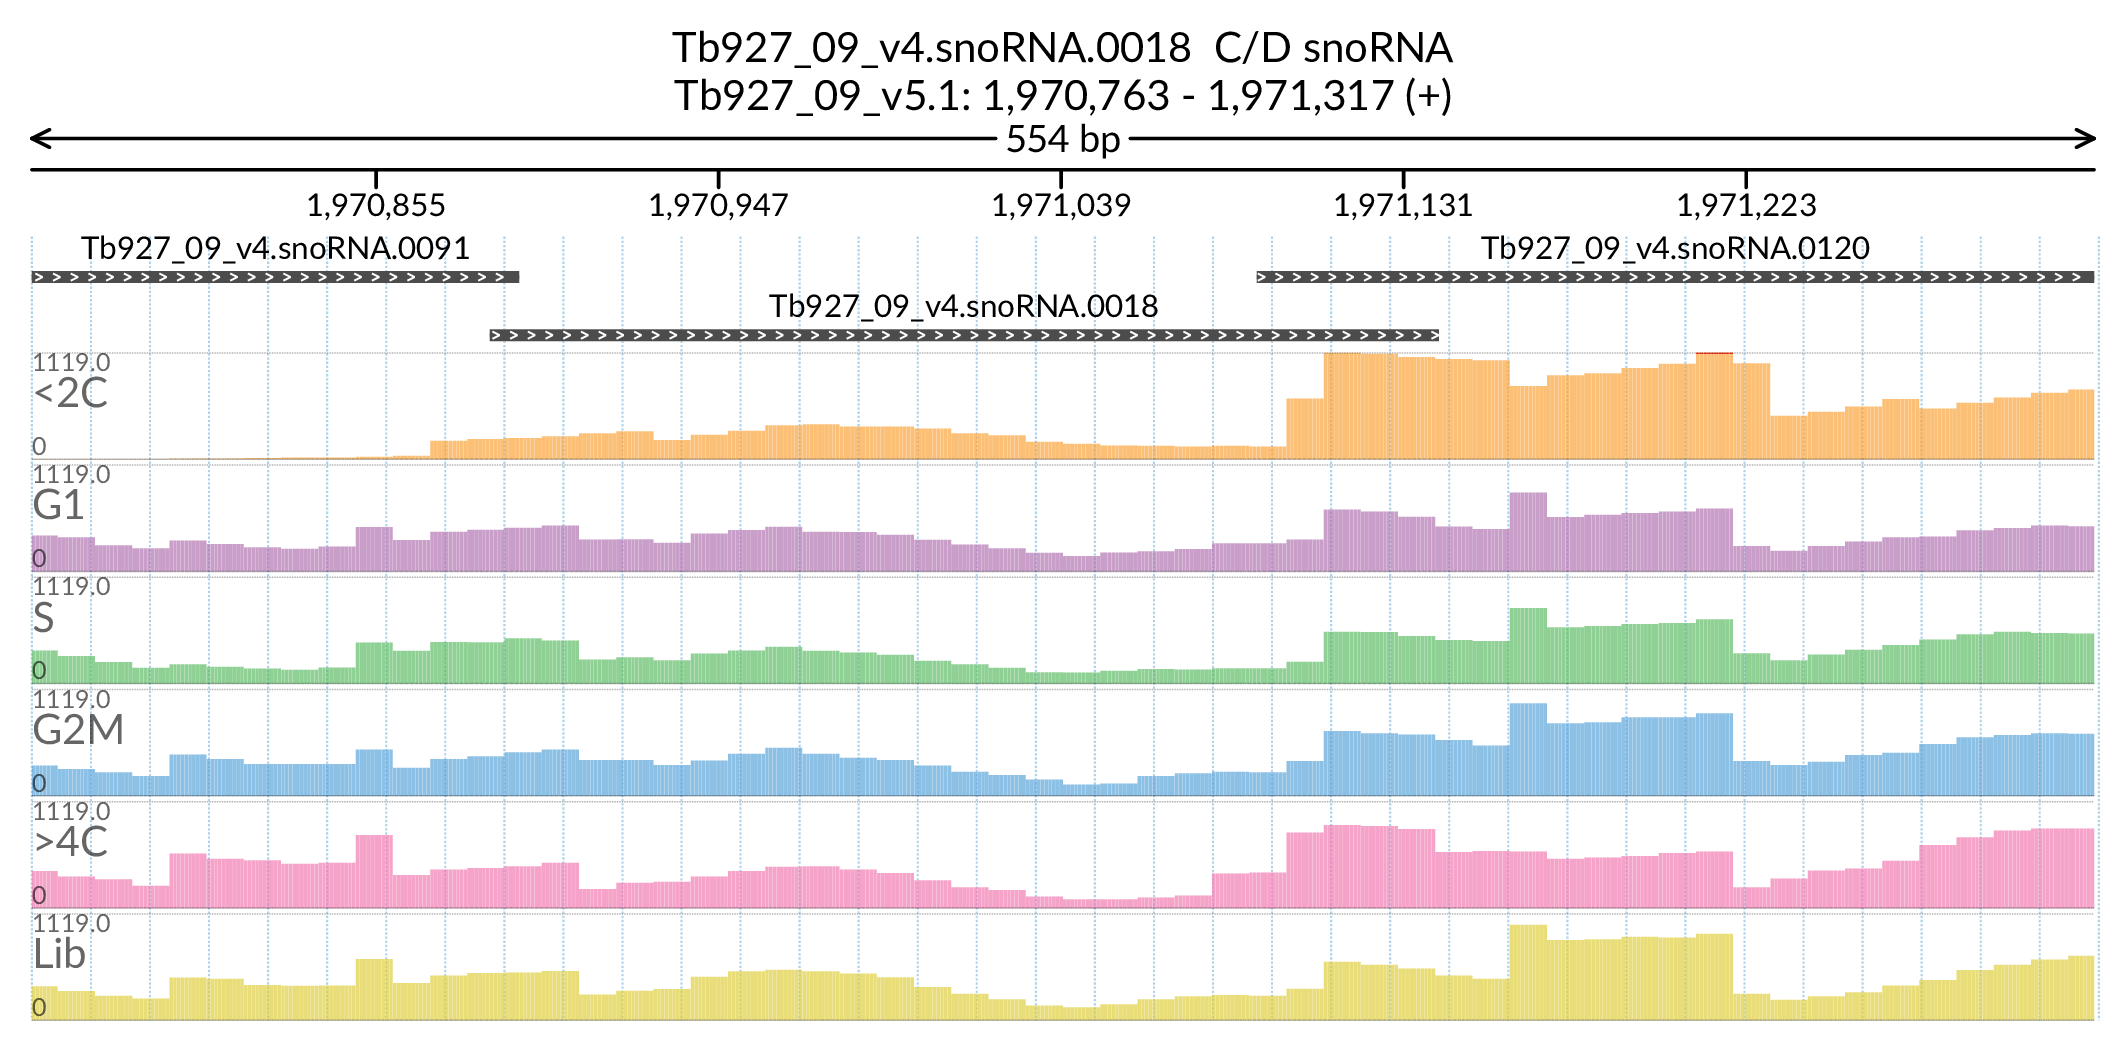 Tb927_09_v4.snoRNA.0018 C/D snoRNA
Tb927_09_v5.1: 1,970,763 - 1,971,317 (+)
554 bp
1,970,855 1,970,947 1,971,039 1,971,131 1,971,223
Tb927_09_v4.snoRNA.0091 Tb927_09_v4.snoRNA.0120
Tb927_09_v4.snoRNA.0018
1119.0
<2C
0
1119.0
G1
0
1119.0
S
0
1119.0
G2M
0
1119.0
>4C
0
1119.0
Lib
0